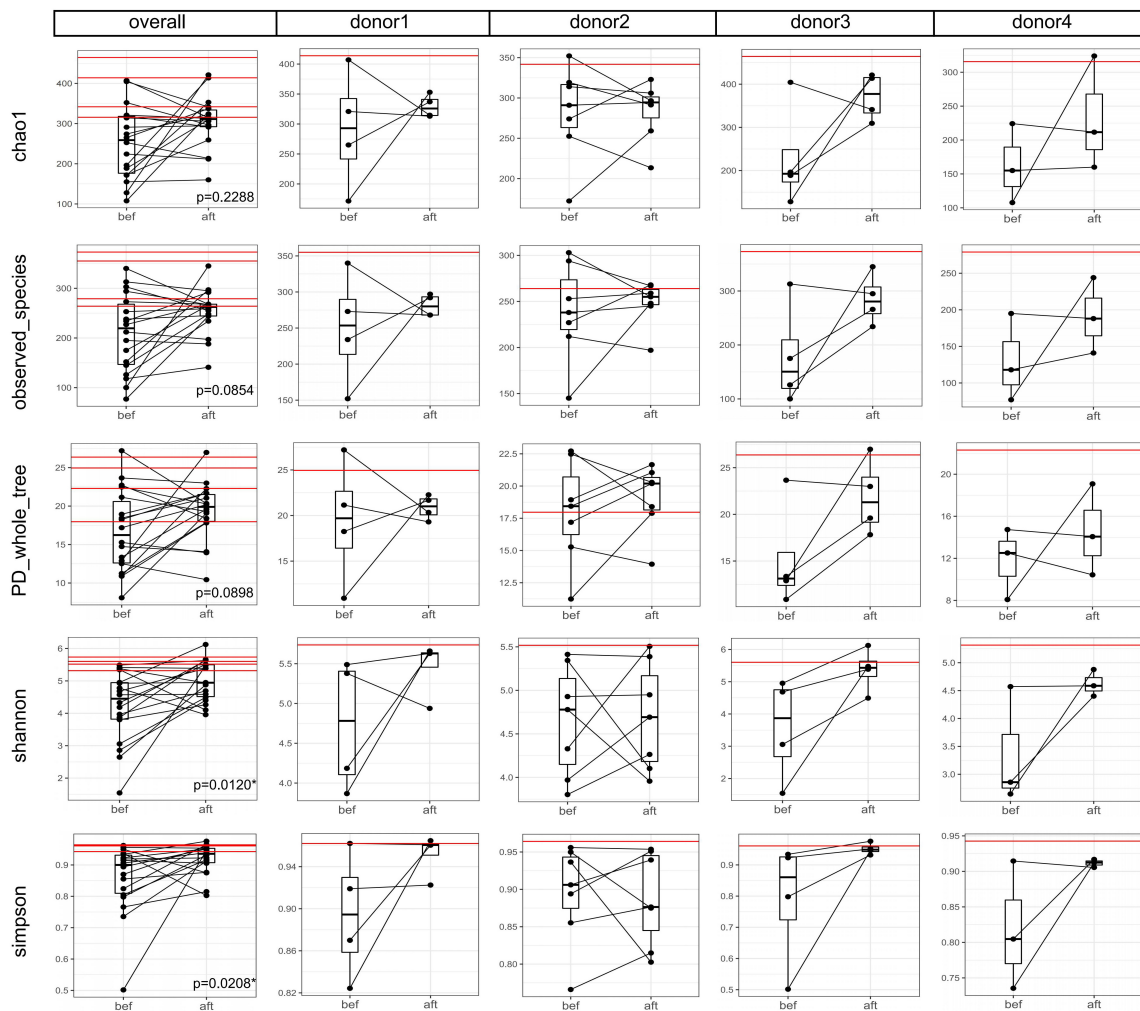 overall donor1 donor2 donor3 donor4
chao1
400 300 200 100
p=0.2288
bef aft
400 350 300 250 200
bef aft
350 300 250 200
bef aft
400 300 200
bef aft
300 250 200 150 100
bef aft
observed_species
300 200 100
p=0.0854
bef aft
350 300 250 200 150
bef aft
300 250 200 150
bef aft
300 200 100
bef aft
250 200 150 100
bef aft
PD_whole_tree
25 20 15 10
p=0.0898
bef aft
25 20 15
bef aft
22.5 20.0 17.5 15.0 12.5
bef aft
25 20 15
bef aft
20 16 12 8
bef aft
shannon
6 5 4 3 2
p=0.0120*
bef aft
5.5 5.0 4.5 4.0
bef aft
5.5 5.0 4.5 4.0
bef aft
6 5 4 3 2
bef aft
5.0 4.5 4.0 3.5 3.0
bef aft
simpson
0.9 0.8 0.7 0.6 0.5
p=0.0208*
bef aft
0.96 0.92 0.88 0.84 0.82
bef aft
0.95 0.90 0.85 0.80
bef aft
0.9 0.8 0.7 0.6 0.5
bef aft
0.95 0.90 0.85 0.80 0.75
bef aft